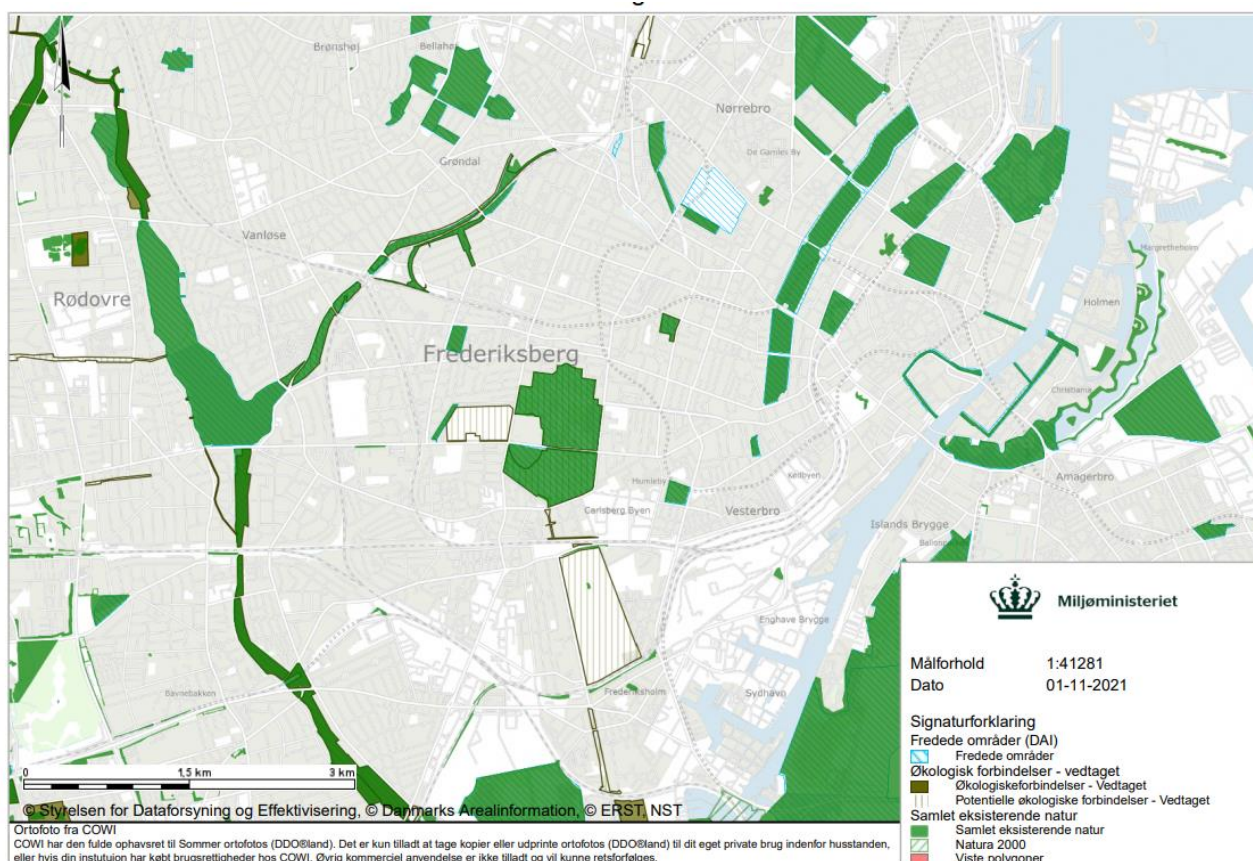 Brønshøj
Bellahøj
Nørrebro
De Gamles By
Grøndal
Vanløse
Margretheholm
Rødovre
Holmen
Frederiksberg
Christiania
Amagerbro
Humleby
Kødbyen
Carlsberg Byen
Vesterbro
Islands Brygge
Enghave Brygge
Bavnebakken
Frederiksholm
Sydhavn
0 1,5 km 3 km
© Styrelsen for Dataforsyning og Effektivisering, © Danmarks Arealinformation, © ERST, NST
Ortofoto fra COWI
COWI har den fulde ophavsret til Sommer ortofotos (DDO®land). Det er kun tilladt at tage kopier eller udprinte ortofotos (DDO®land) til dit eget private brug indenfor husstanden,
eller hvis din instutuion har købt brugsrettigheder hos COWI. Øvrig kommerciel anvendelse er ikke tilladt og vil kunne retsforfølges.
Miljøministeriet
Målforhold 1:41281
Dato 01-11-2021
Signaturforklaring
Fredede områder (DAI)
Fredede områder
Økologisk forbindelser - vedtaget
Økologiskeforbindelser - Vedtaget
Potentielle økologiske forbindelser - Vedtaget
Samlet eksisterende natur
Samlet eksisterende natur
Natura 2000
Viste polygoner